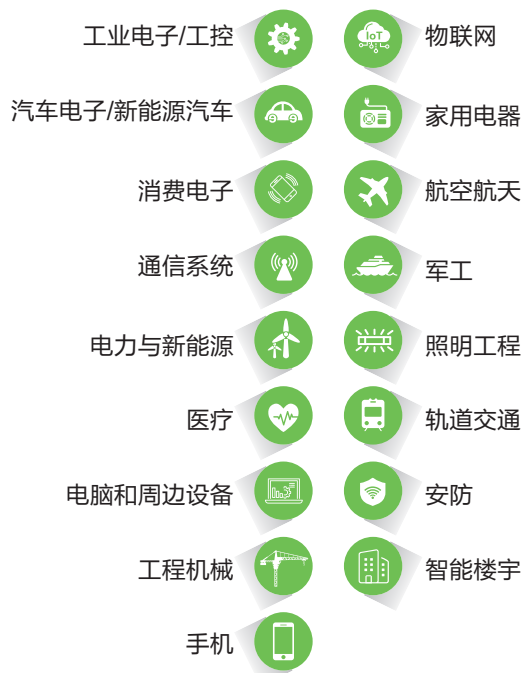 工业电子/工控
物联网
IoT
汽车电子/新能源汽车
家用电器
消费电子
航空航天
通信系统
军工
电力与新能源
照明工程
医疗
轨道交通
电脑和周边设备
安防
工程机械
智能楼宇
手机